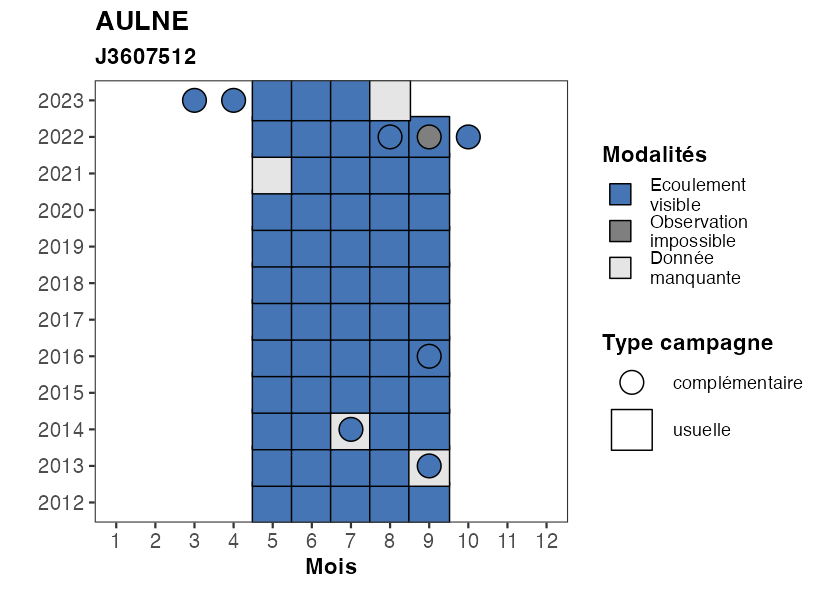 AULNE
J3607512
2023
2022
2021
2020
2019
2018
2017
2016
2015
2014
2013
2012
1 2 3 4 5 6 7 8 9 10 11 12
Mois
Modalités
Ecoulement
visible
Observation
impossible
Donnée
manquante
Type campagne
complémentaire
usuelle